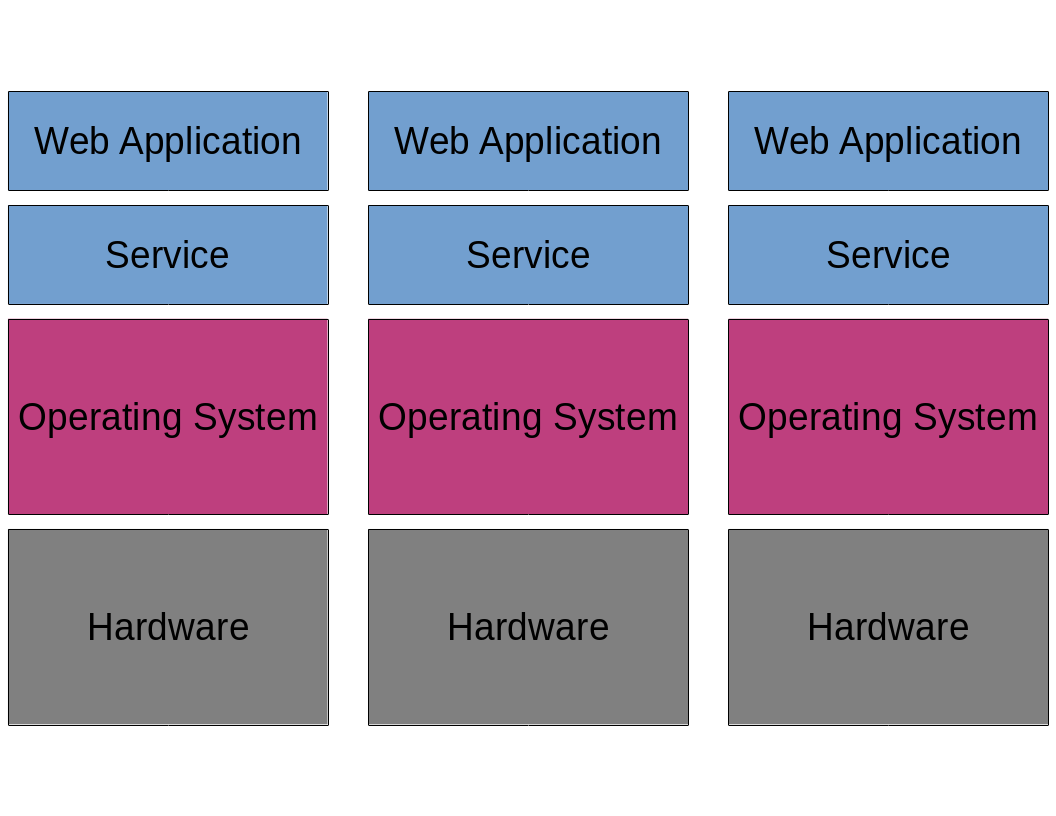 Web Application
Web Application
Web Application
Service
Service
Service
Operating System
Operating System
Operating System
Hardware
Hardware
Hardware